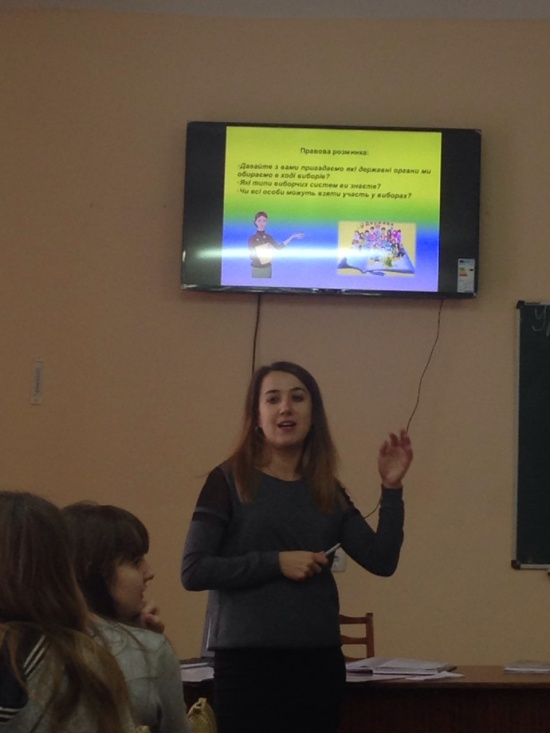 Правова розминка:
-Давайте з вами пригадаємо які державні органи ми
обираємо в ході виборів?
-Які типи виборчих систем ви знаєте?
-Чи всі особи можуть взяти участь у виборах?